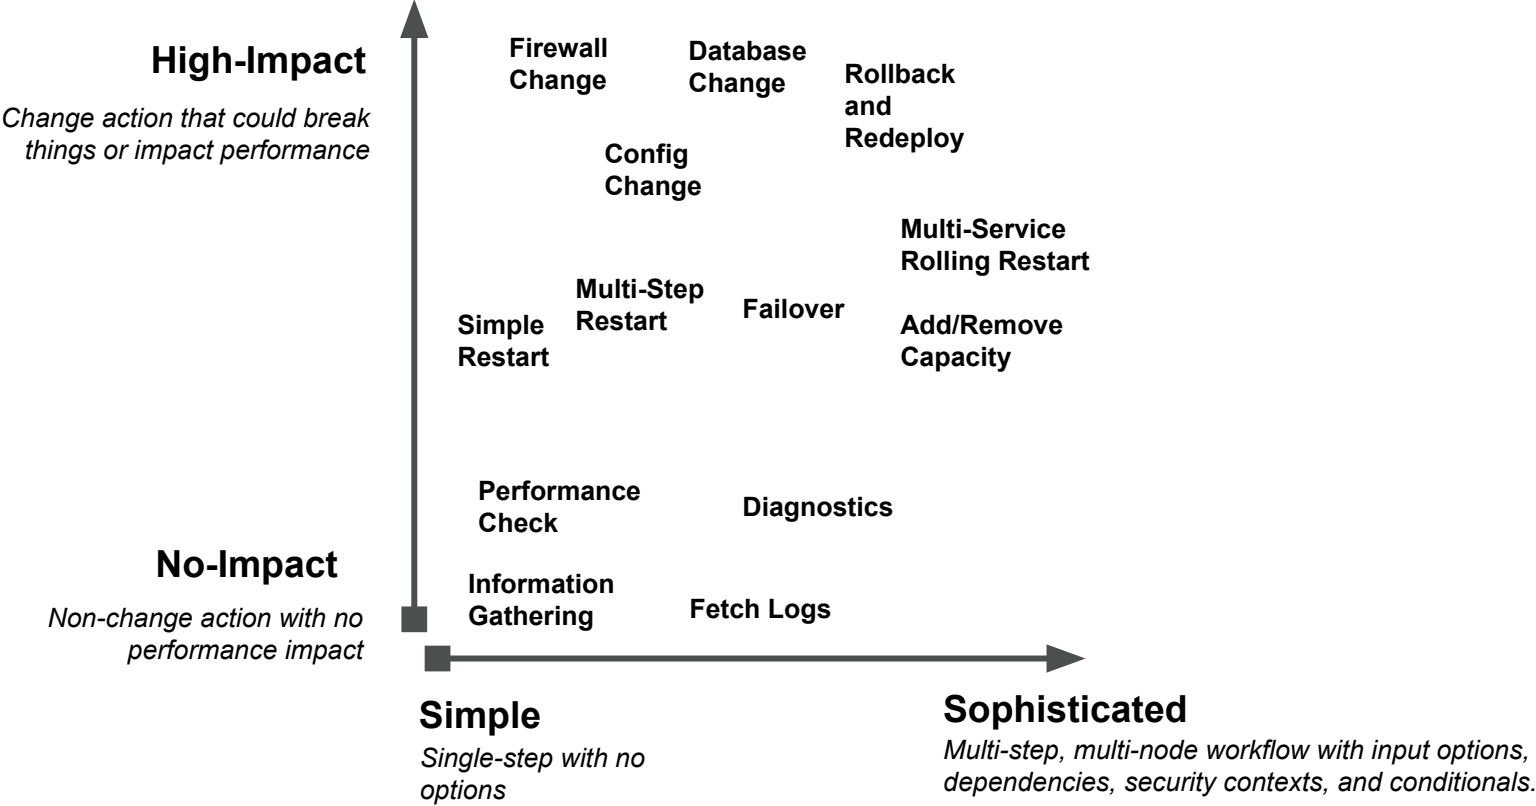 High-Impact
Change action that could break
things or impact performance
Firewall
Change
Database
Change
Rollback
and
Redeploy
Config
Change
Multi-Service
Rolling Restart
Multi-Step
Restart
Failover
Simple
Restart
Add/Remove
Capacity
Performance
Check
Diagnostics
No-Impact
Non-change action with no
performance impact
Information
Gathering
Fetch Logs
Simple
Single-step with no
options
Sophisticated
Multi-step, multi-node workflow with input options,
dependencies, security contexts, and conditionals.